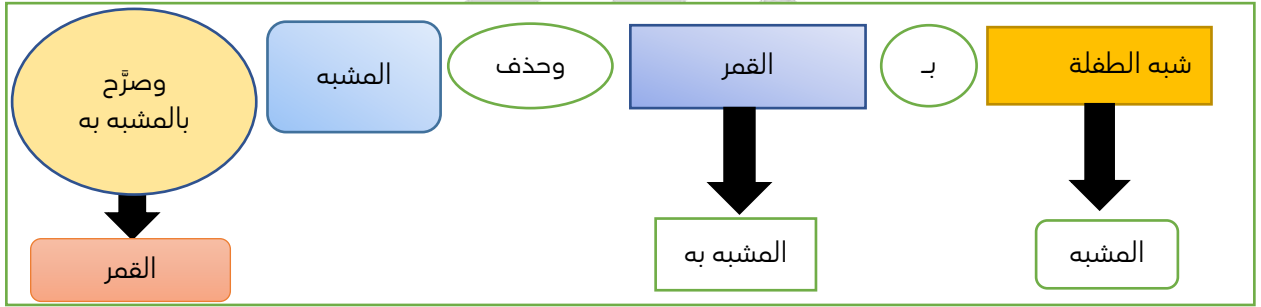 شبه الطفلة
بـ
القمر
وحذف
المشبه
وصرَّح
بالمشبه به
المشبه
المشبه به
القمر